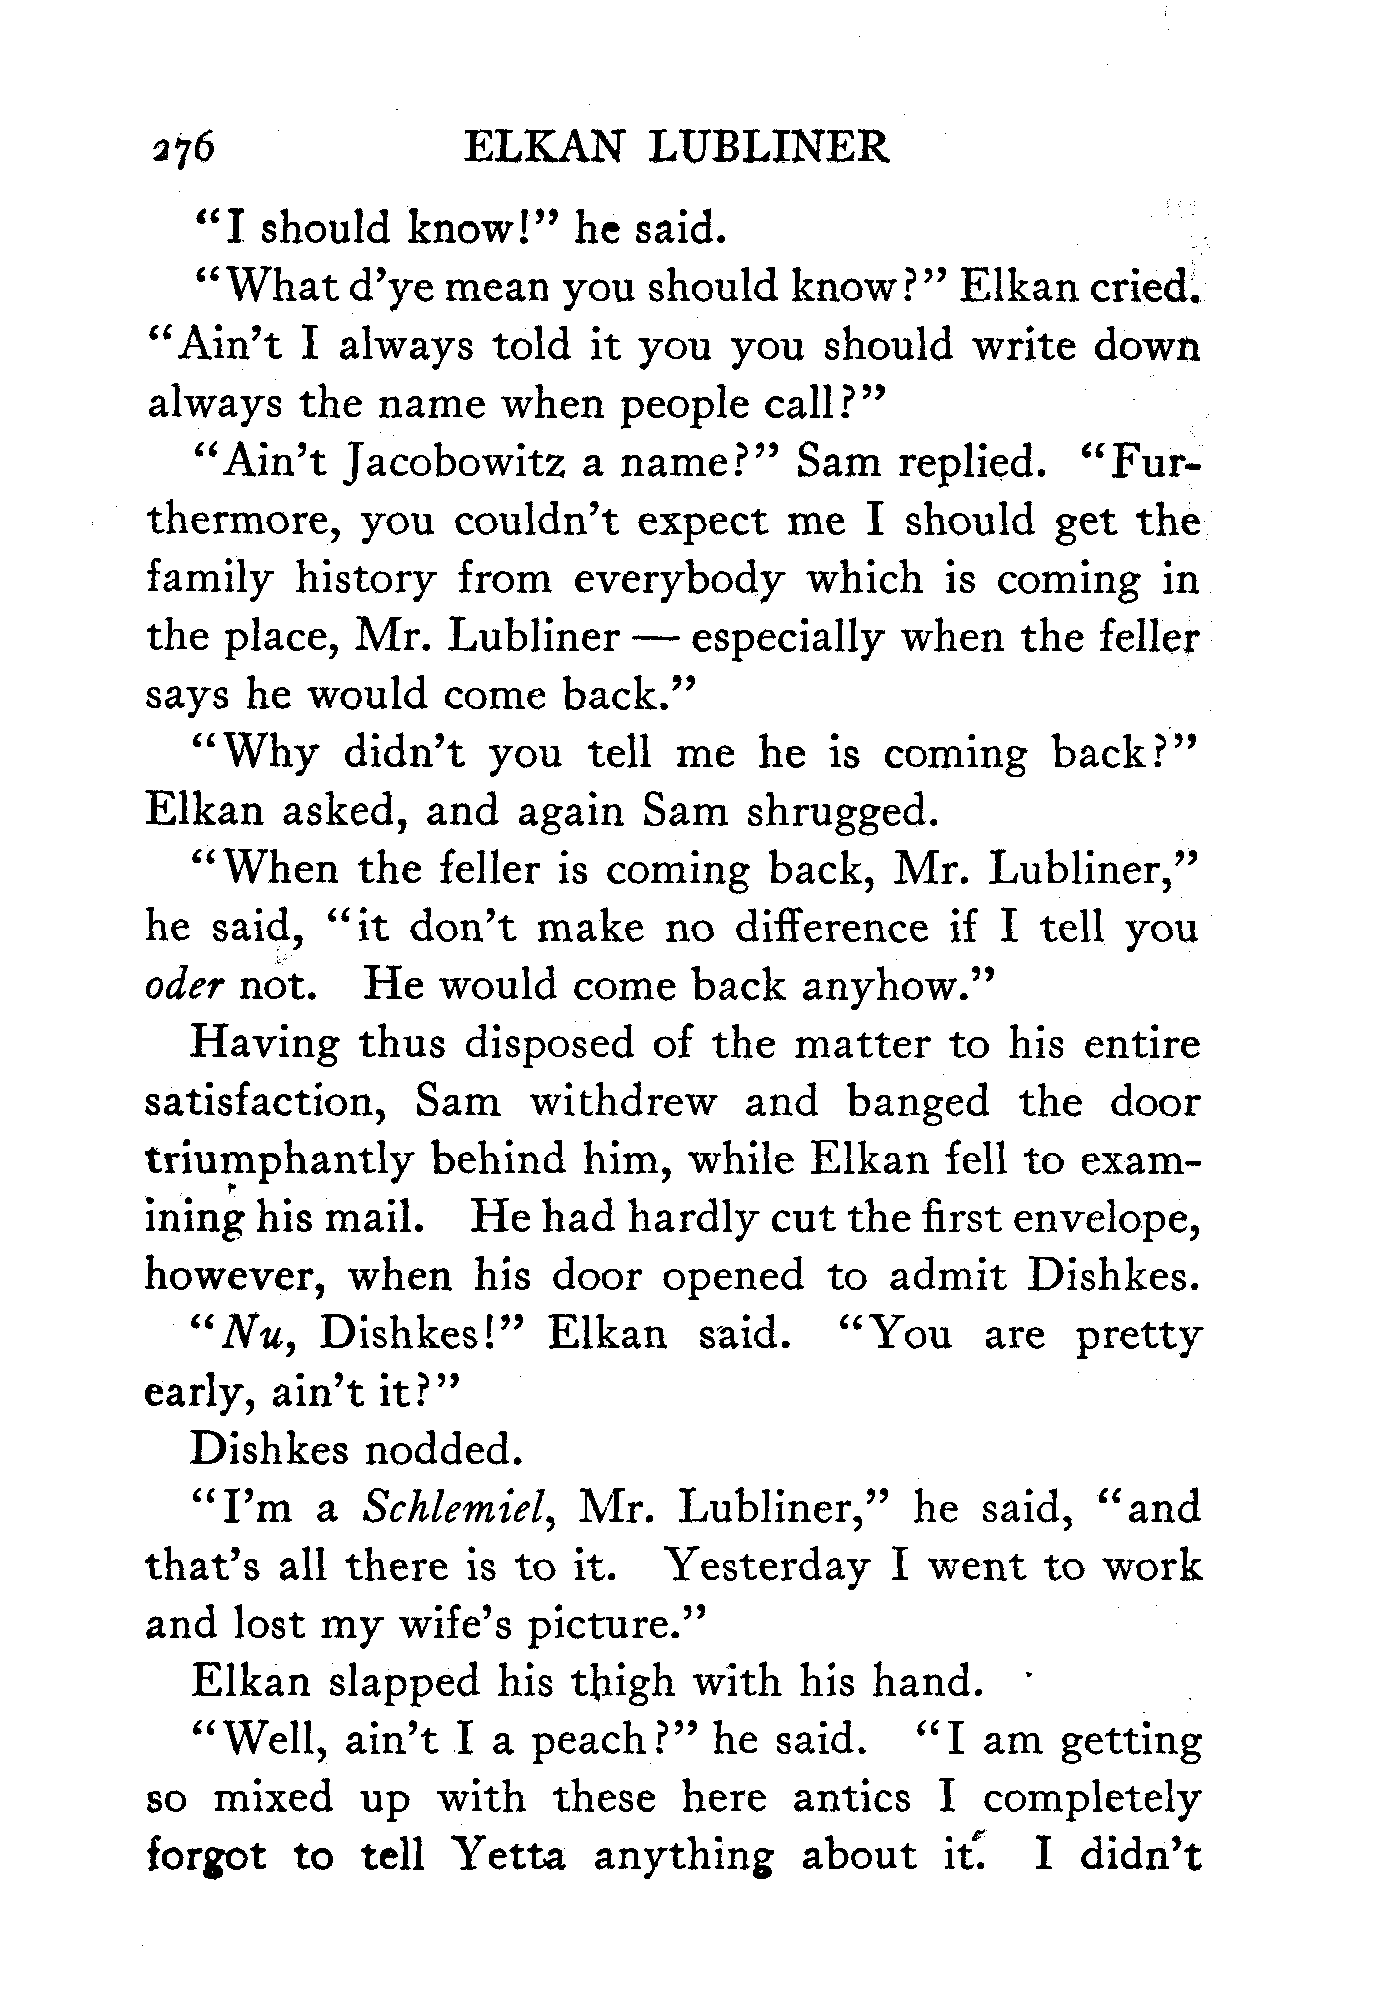 276 ELKAN LUBLINER
"I should know!" he said.
"What d'ye mean you should know?" Elkan cried.
"Ain't I always told it you you should write down
always the name when people call?"
"Ain't Jacobowitz a name?" Sam replied. "Fur-
thermore, you couldn't expect me I should get the
family history from everybody which is coming in
the place, Mr. Lubliner — especially when the feller
says he would come back."
"Why didn't you tell me he is coming back?"
Elkan asked, and again Sam shrugged.
"When the feller is coming back, Mr. Lubliner,"
he said, "it don't make no difference if I tell you
oder not. He would come back anyhow."
Having thus disposed of the matter to his entire
satisfaction, Sam withdrew and banged the door
triumphantly behind him, while Elkan fell to exam-
ining his mail. He had hardly cut the first envelope,
however, when his door opened to admit Dishkes.
"Nu, Dishkes!" Elkan said. "You are pretty
early, ain't it?"
Dishkes nodded.
"I'm a Schlemiel, Mr. Lubliner," he said, "and
that's all there is to it. Yesterday I went to work
and lost my wife's picture."
Elkan slapped his thigh with his hand.
"Well, ain't I a peach?" he said. "I am getting
so mixed up with these here antics I completely
forgot to tell Yetta anything about it. I didn't